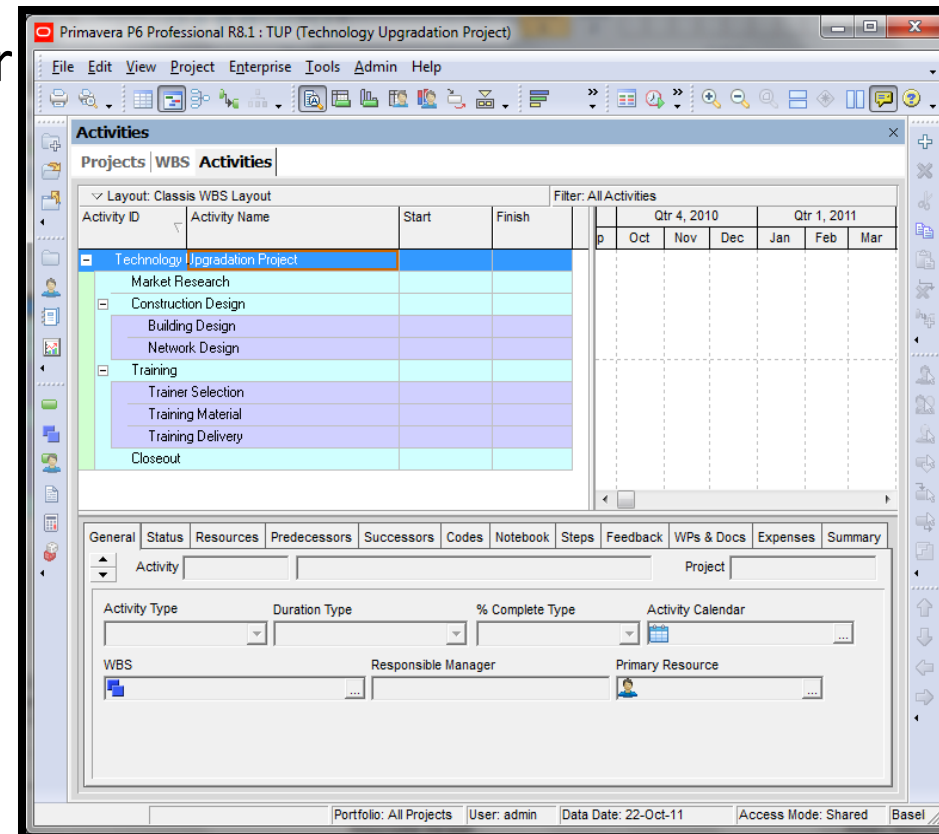 r
Primavera P6 Professional R8.1 : TUP (Technology Upgradation Project)
File Edit View Project Enterprise Tools Admin Help
Activities
Projects WBS Activities
Layout: Classis WBS Layout Filter: All Activities
Activity ID Activity Name Start Finish Qtr 4, 2010 Qtr 1, 2011
p Oct Nov Dec Jan Feb Mar
Technology Upgradation Project
Market Research
Construction Design
Building Design
Network Design
Training
Trainer Selection
Training Material
Training Delivery
Closeout
General Status Resources Predecessors Successors Codes Notebook Steps Feedback WPs & Docs Expenses Summary
Activity Project
Activity Type Duration Type % Complete Type Activity Calendar
WBS Responsible Manager Primary Resource
Portfolio: All Projects User: admin Data Date: 22-Oct-11 Access Mode: Shared Basel